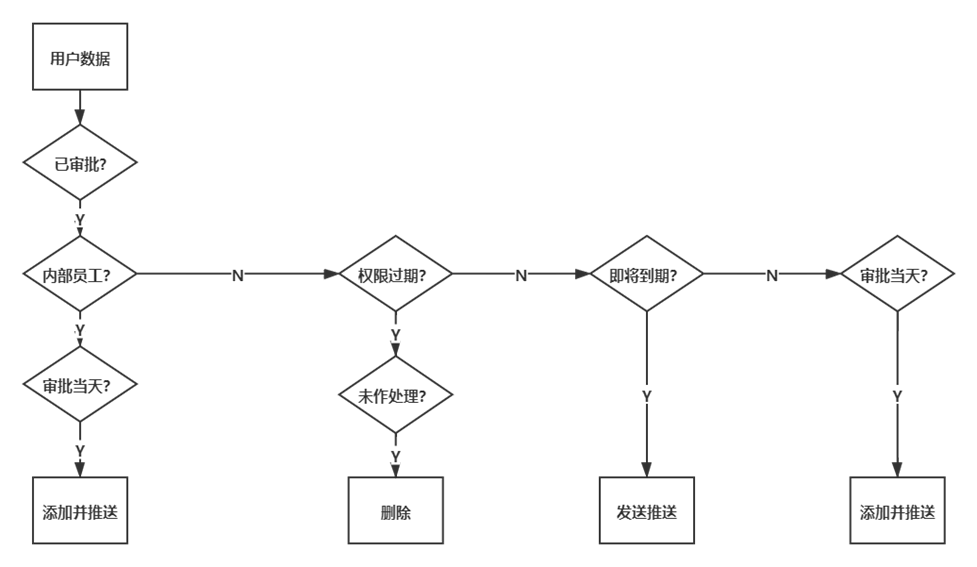 用户数据
已审批?
Y
内部员工?
N
权限过期?
N
即将到期?
N
审批当天?
Y
Y
审批当天?
未作处理?
Y
Y
Y
Y
添加并推送
删除
发送推送
添加并推送